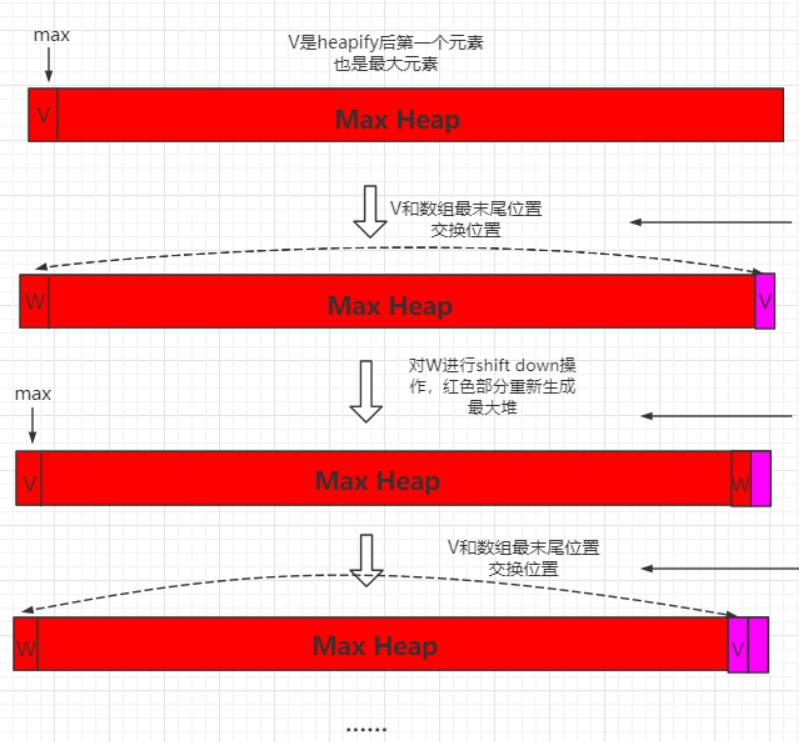 max
V是heapify后第一个元素
也是最大元素
V
Max Heap
V和数组最末尾位置
交换位置
W
Max Heap
V
对W进行shift down操
作，红色部分重新生成
最大堆
max
V
Max Heap
W
V和数组最末尾位置
交换位置
W
Max Heap
V
......